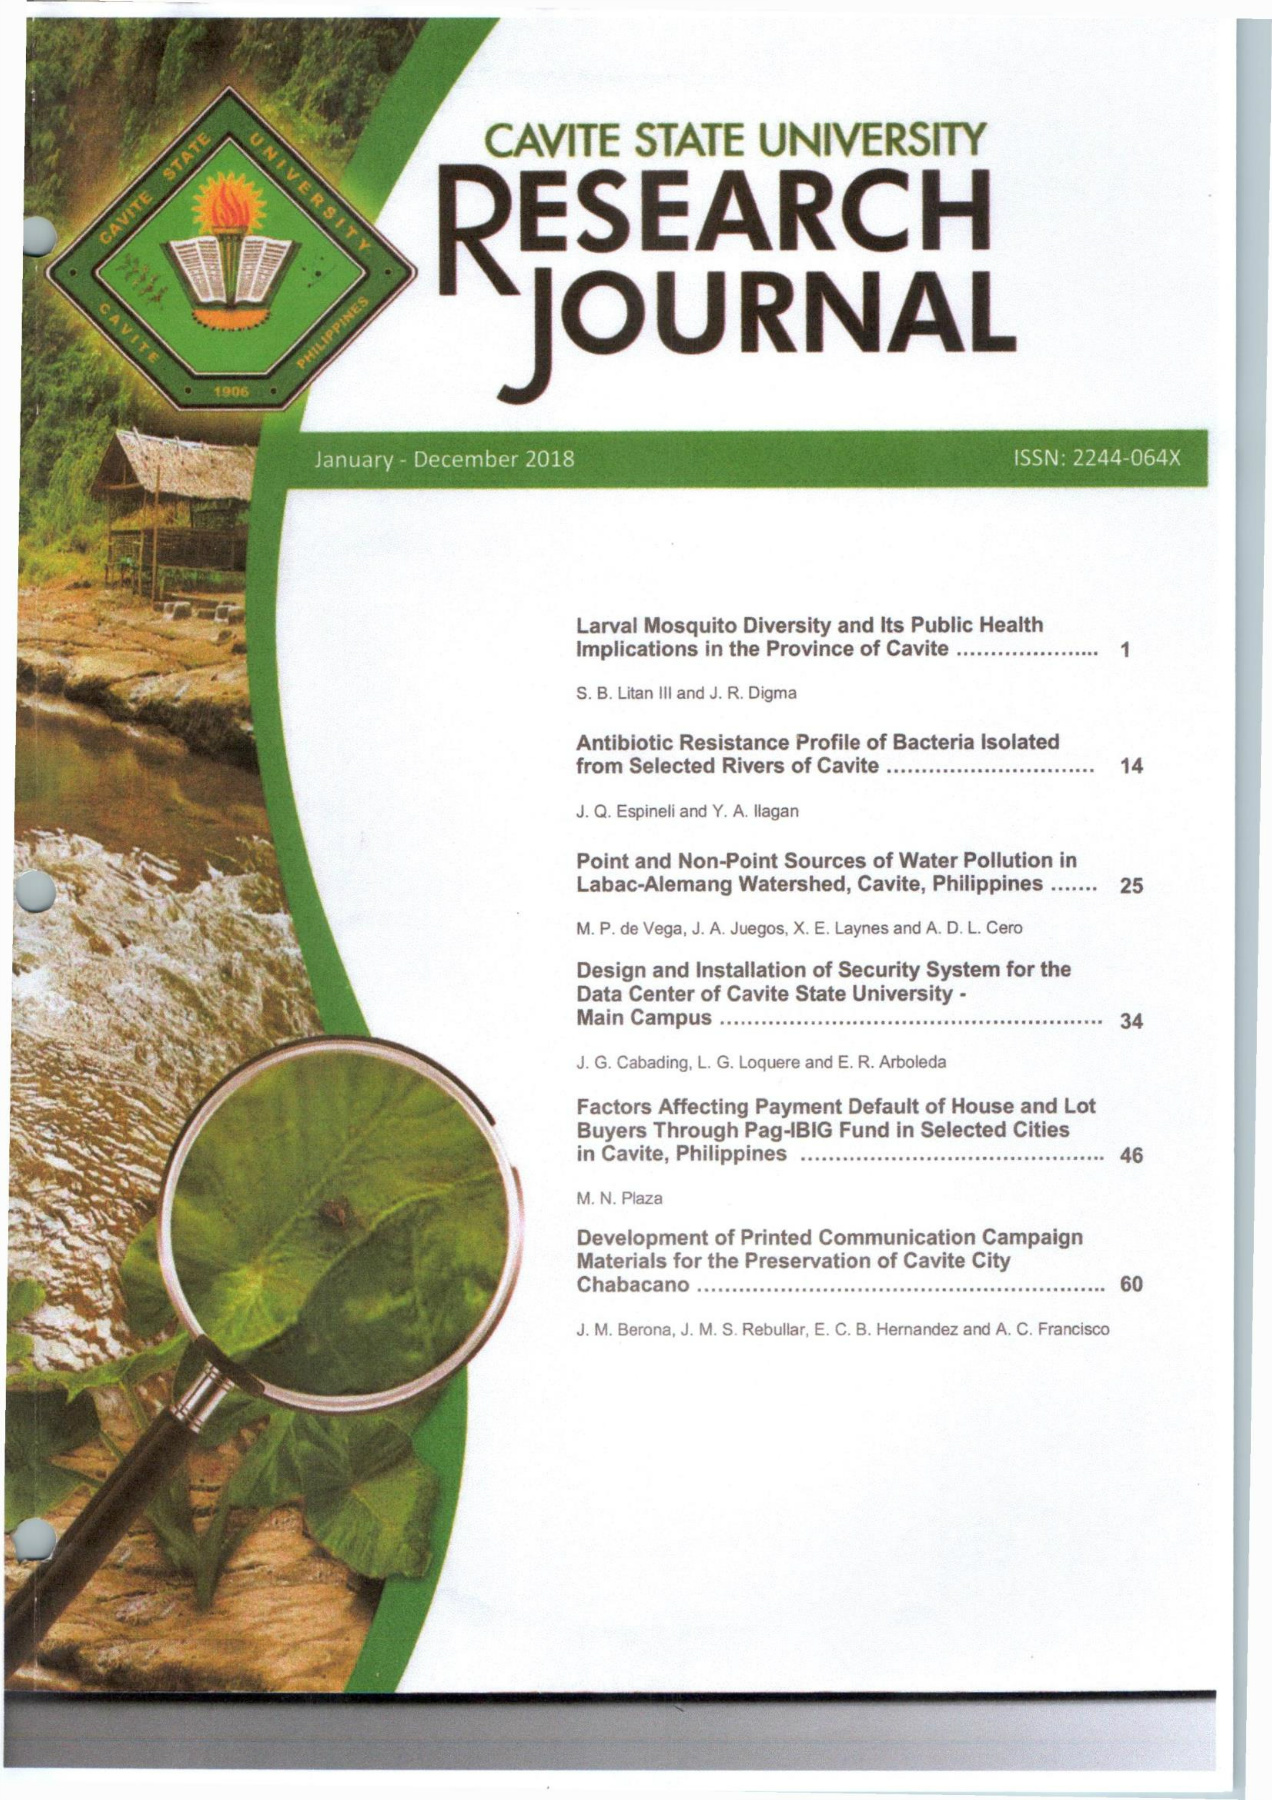 CAVITE STATE UNIVERSITY
CAVITE PHILIPPINES
1906
CAVITE STATE UNIVERSITY
RESEARCH
JOURNAL
January - December 2018 ISSN: 2244-064X
Larval Mosquito Diversity and Its Public Health
Implications in the Province of Cavite ..................... 1
S. B. Litan III and J. R. Digma
Antibiotic Resistance Profile of Bacteria Isolated
from Selected Rivers of Cavite .............................. 14
J. Q. Espineli and Y. A. Ilagan
Point and Non-Point Sources of Water Pollution in
Labac-Alemang Watershed, Cavite, Philippines ....... 25
M. P. de Vega, J. A. Juegos, X. E. Laynes and A. D. L. Cero
Design and Installation of Security System for the
Data Center of Cavite State University -
Main Campus ....................................................... 34
J. G. Cabading, L. G. Loquere and E. R. Arboleda
Factors Affecting Payment Default of House and Lot
Buyers Through Pag-IBIG Fund in Selected Cities
in Cavite, Philippines ............................................ 46
M. N. Plaza
Development of Printed Communication Campaign
Materials for the Preservation of Cavite City
Chabacano ........................................................... 60
J. M. Berona, J. M. S. Rebullar, E. C. B. Hernandez and A. C. Francisco